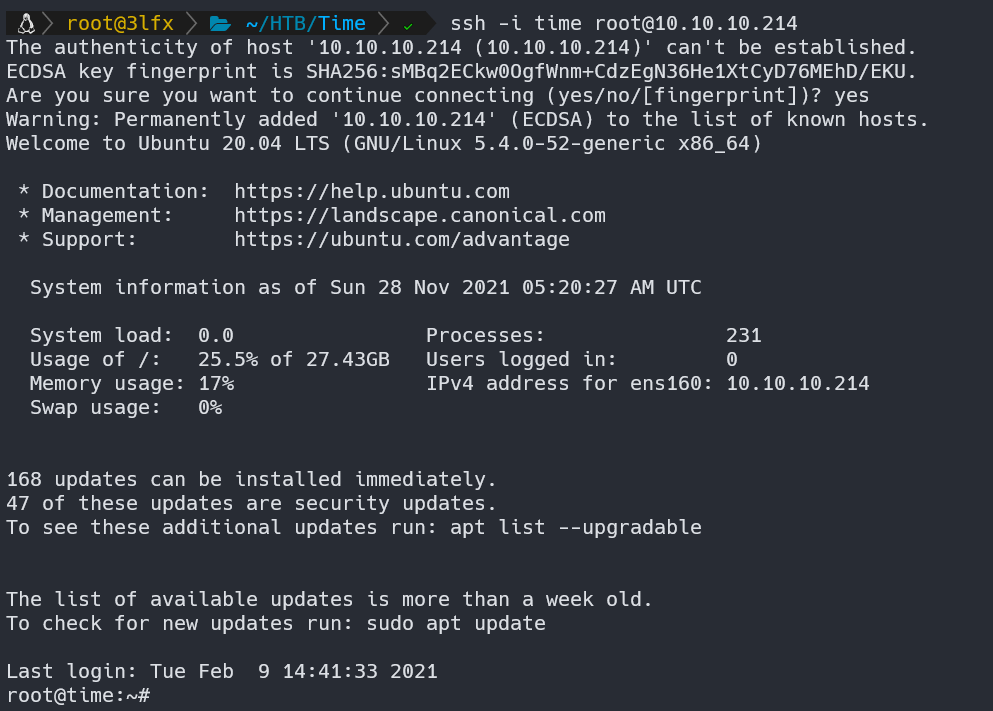 root@3lfx ~/HTB/Time ✓ ssh -i time root@10.10.10.214
The authenticity of host '10.10.10.214 (10.10.10.214)' can't be established.
ECDSA key fingerprint is SHA256:sMBq2ECkw0OgfWnm+CdzEgN36He1XtCyD76MEhD/EKU.
Are you sure you want to continue connecting (yes/no/[fingerprint])? yes
Warning: Permanently added '10.10.10.214' (ECDSA) to the list of known hosts.
Welcome to Ubuntu 20.04 LTS (GNU/Linux 5.4.0-52-generic x86_64)
* Documentation:  https://help.ubuntu.com
* Management:     https://landscape.canonical.com
* Support:        https://ubuntu.com/advantage
System information as of Sun 28 Nov 2021 05:20:27 AM UTC
System load:  0.0                Processes:               231
Usage of /:   25.5% of 27.43GB   Users logged in:         0
Memory usage: 17%                IPv4 address for ens160: 10.10.10.214
Swap usage:   0%
168 updates can be installed immediately.
47 of these updates are security updates.
To see these additional updates run: apt list --upgradable
The list of available updates is more than a week old.
To check for new updates run: sudo apt update
Last login: Tue Feb  9 14:41:33 2021
root@time:~#